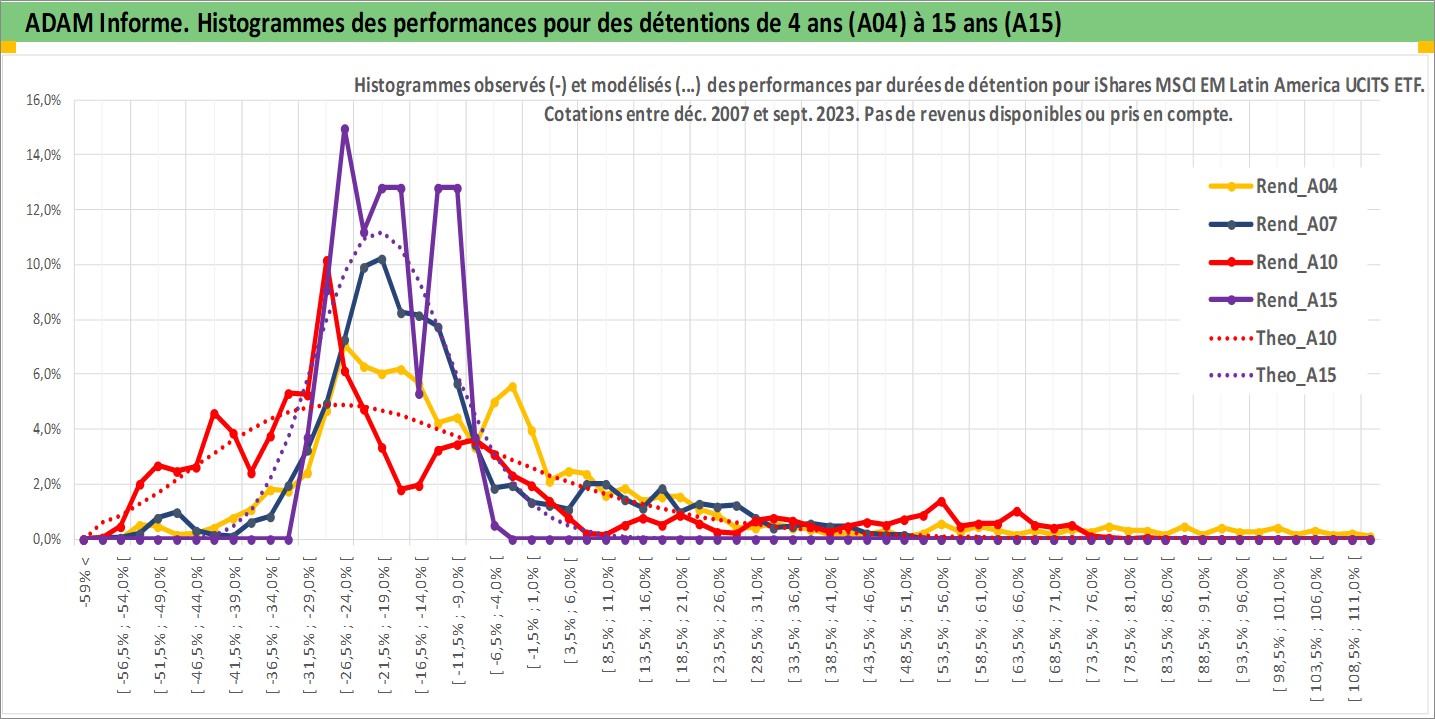 ADAM Informe. Histogrammes des performances pour des détentions de 4 ans (A04) à 15 ans (A15)
Histogrammes observés (-) et modélisés (...) des performances par durées de détention pour iShares MSCI EM Latin America UCITS ETF.
Cotations entre déc. 2007 et sept. 2023. Pas de revenus disponibles ou pris en compte.
16,0%
14,0%
12,0%
10,0%
8,0%
6,0%
4,0%
2,0%
0,0%
Rend_A04
Rend_A07
Rend_A10
Rend_A15
Theo_A10
Theo_A15
-59% <
[ -56,5% ; -54,0% [
[ -51,5% ; -49,0% [
[ -46,5% ; -44,0% [
[ -41,5% ; -39,0% [
[ -36,5% ; -34,0% [
[ -31,5% ; -29,0% [
[ -26,5% ; -24,0% [
[ -21,5% ; -19,0% [
[ -16,5% ; -14,0% [
[ -11,5% ; -9,0% [
[ -6,5% ; -4,0% [
[ -1,5% ; 1,0% [
[ 3,5% ; 6,0% [
[ 8,5% ; 11,0% [
[ 13,5% ; 16,0% [
[ 18,5% ; 21,0% [
[ 23,5% ; 26,0% [
[ 28,5% ; 31,0% [
[ 33,5% ; 36,0% [
[ 38,5% ; 41,0% [
[ 43,5% ; 46,0% [
[ 48,5% ; 51,0% [
[ 53,5% ; 56,0% [
[ 58,5% ; 61,0% [
[ 63,5% ; 66,0% [
[ 68,5% ; 71,0% [
[ 73,5% ; 76,0% [
[ 78,5% ; 81,0% [
[ 83,5% ; 86,0% [
[ 88,5% ; 91,0% [
[ 93,5% ; 96,0% [
[ 98,5% ; 101,0% [
[ 103,5% ; 106,0% [
[ 108,5% ; 111,0% [